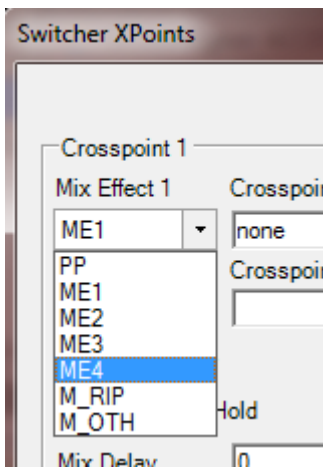 Switcher XPoints
Crosspoint 1
Mix Effect 1
ME1 none
PP
ME1
ME2
ME3
ME4
M_RIP
M_OTH
Hold
Mix Delay 0